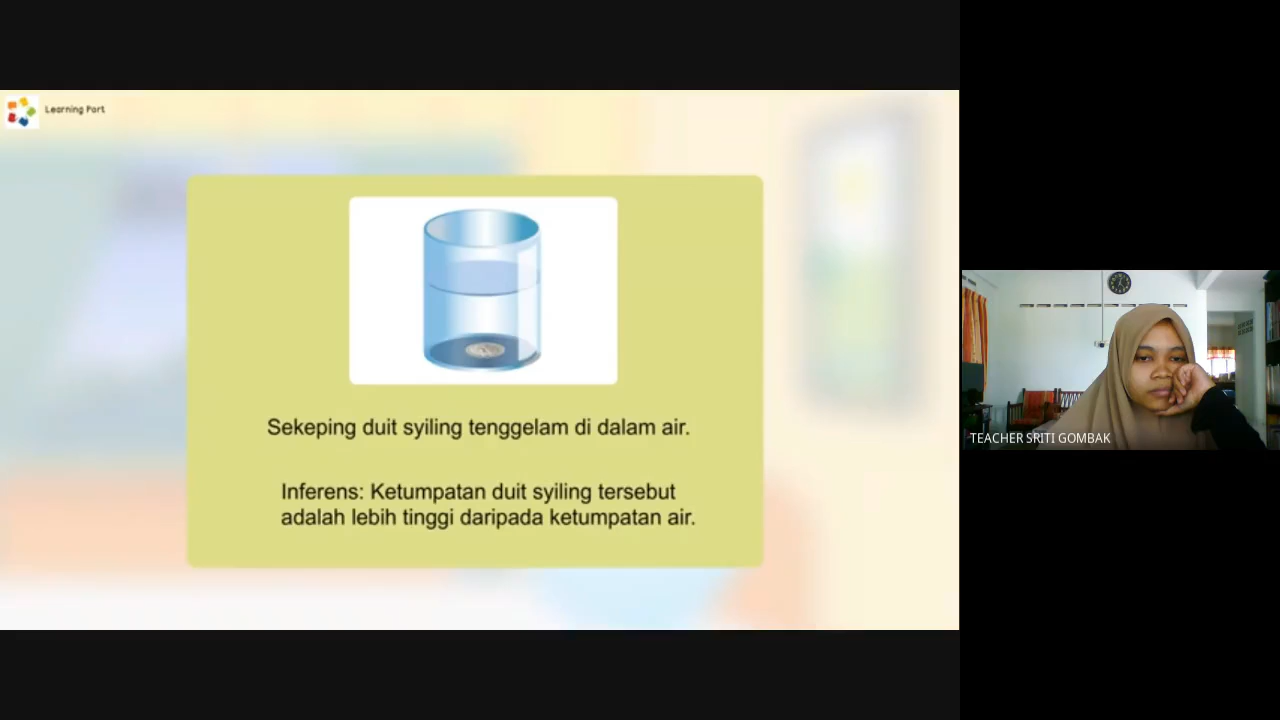 Learning Port
Sekeping duit syiling tenggelam di dalam air.
Inferens: Ketumpatan duit syiling tersebut
adalah lebih tinggi daripada ketumpatan air.
TEACHER SRITI GOMBAK